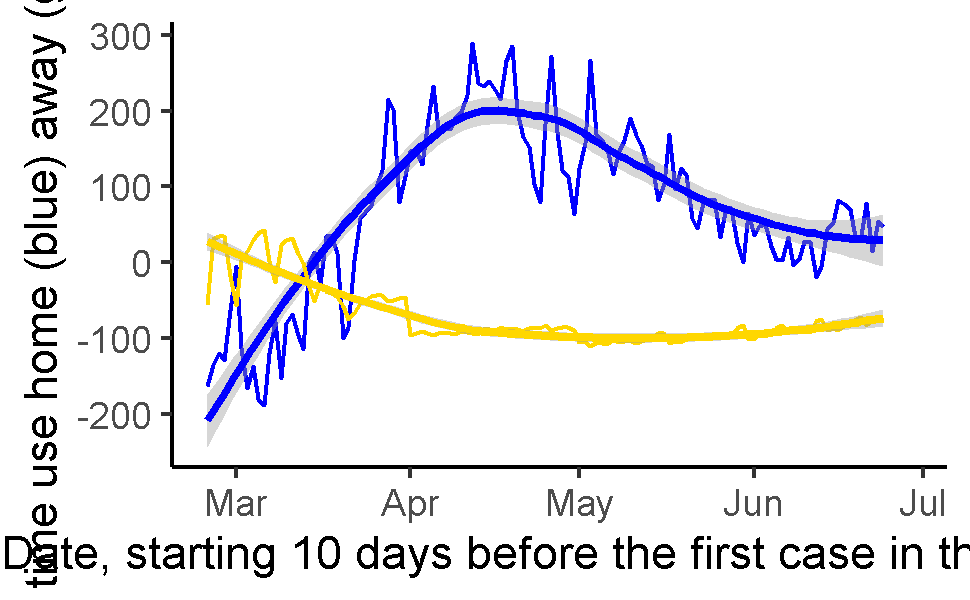 300
200
100
0
-100
-200
time use home (blue) away (
Mar Apr May Jun Jul
Date, starting 10 days before the first case in th